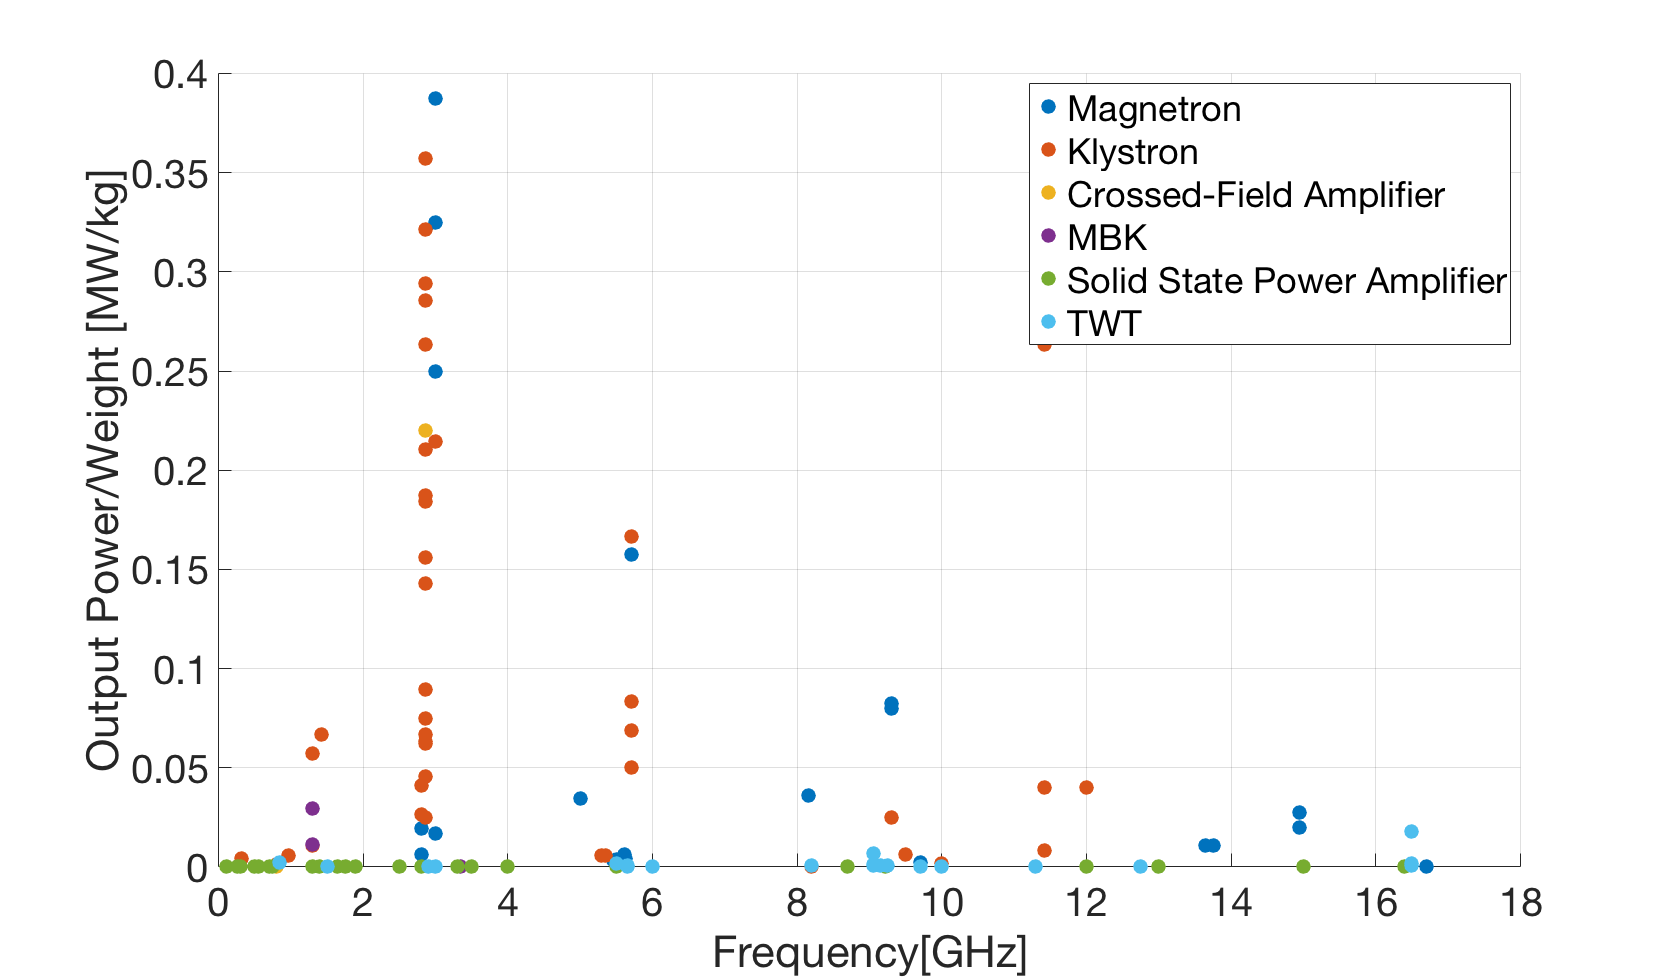 Output Power/Weight [MW/kg]
0.4
0.35
0.3
0.25
0.2
0.15
0.1
0.05
0
0 2 4 6 8 10 12 14 16 18
Frequency[GHz]
Magnetron
Klystron
Crossed-Field Amplifier
MBK
Solid State Power Amplifier
TWT